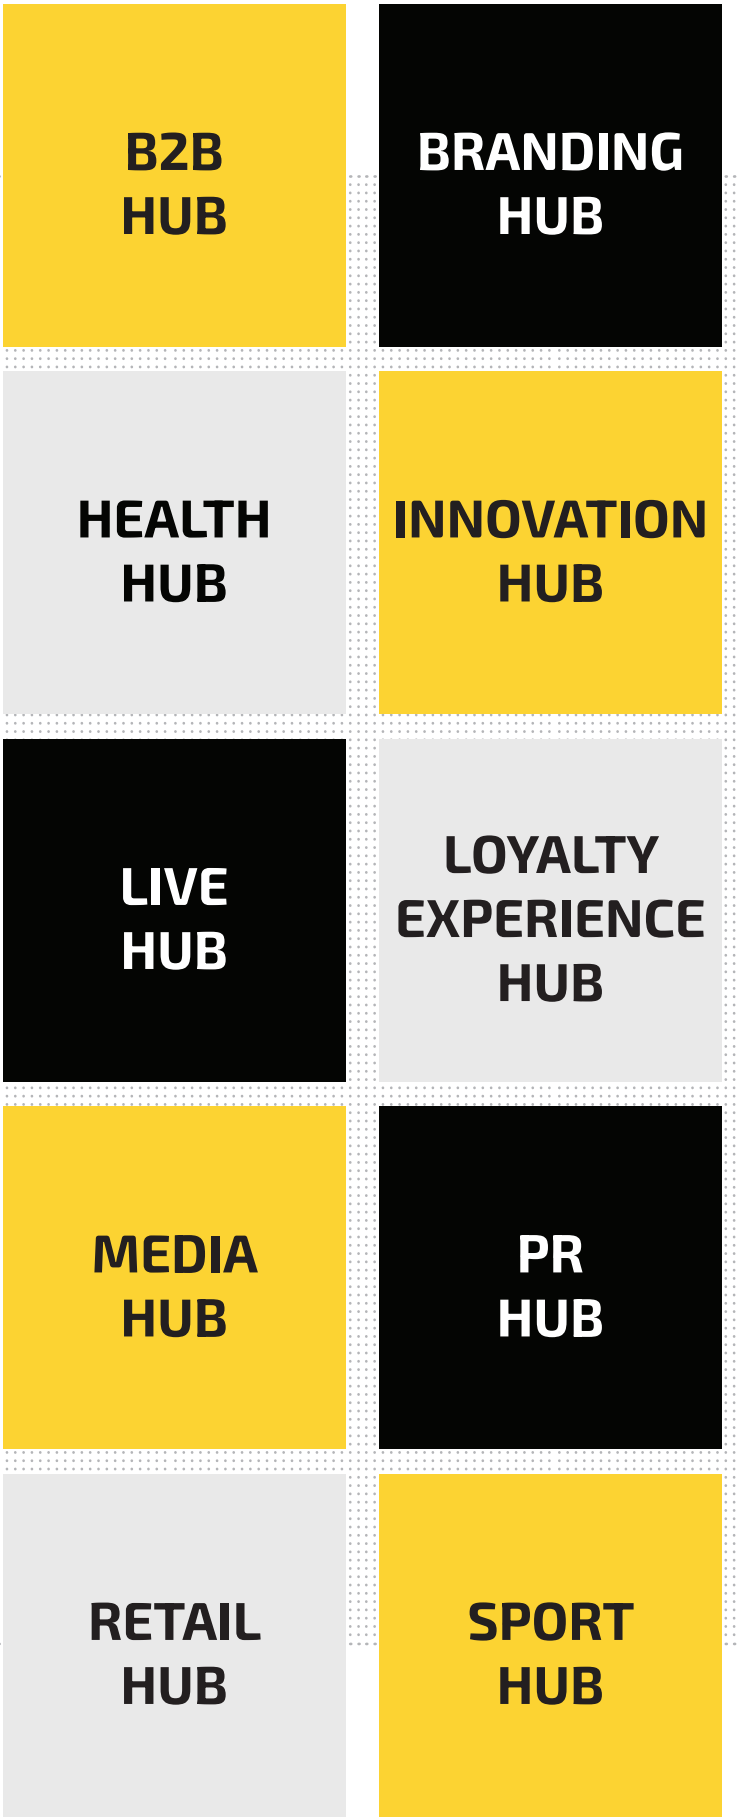 B2B
HUB
BRANDING
HUB
HEALTH
HUB
INNOVATION
HUB
LIVE
HUB
LOYALTY
EXPERIENCE
HUB
MEDIA
HUB
PR
HUB
RETAIL
HUB
SPORT
HUB